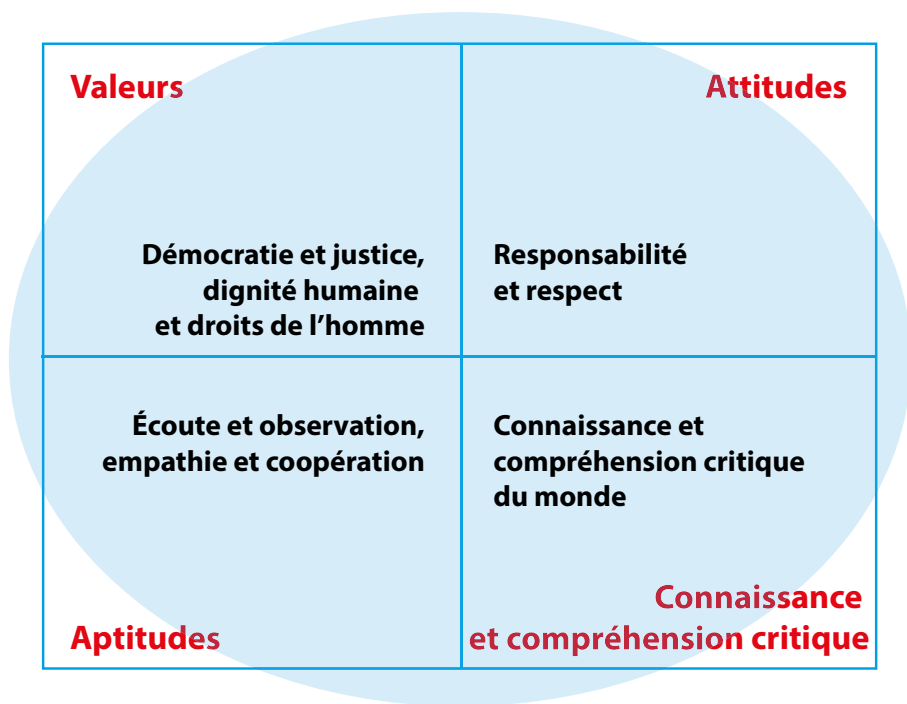 Valeurs
Attitudes
Démocratie et justice,
dignité humaine
et droits de l’homme
Responsabilité
et respect
Écoute et observation,
empathie et coopération
Connaissance et
compréhension critique
du monde
Aptitudes
Connaissance
et compréhension critique